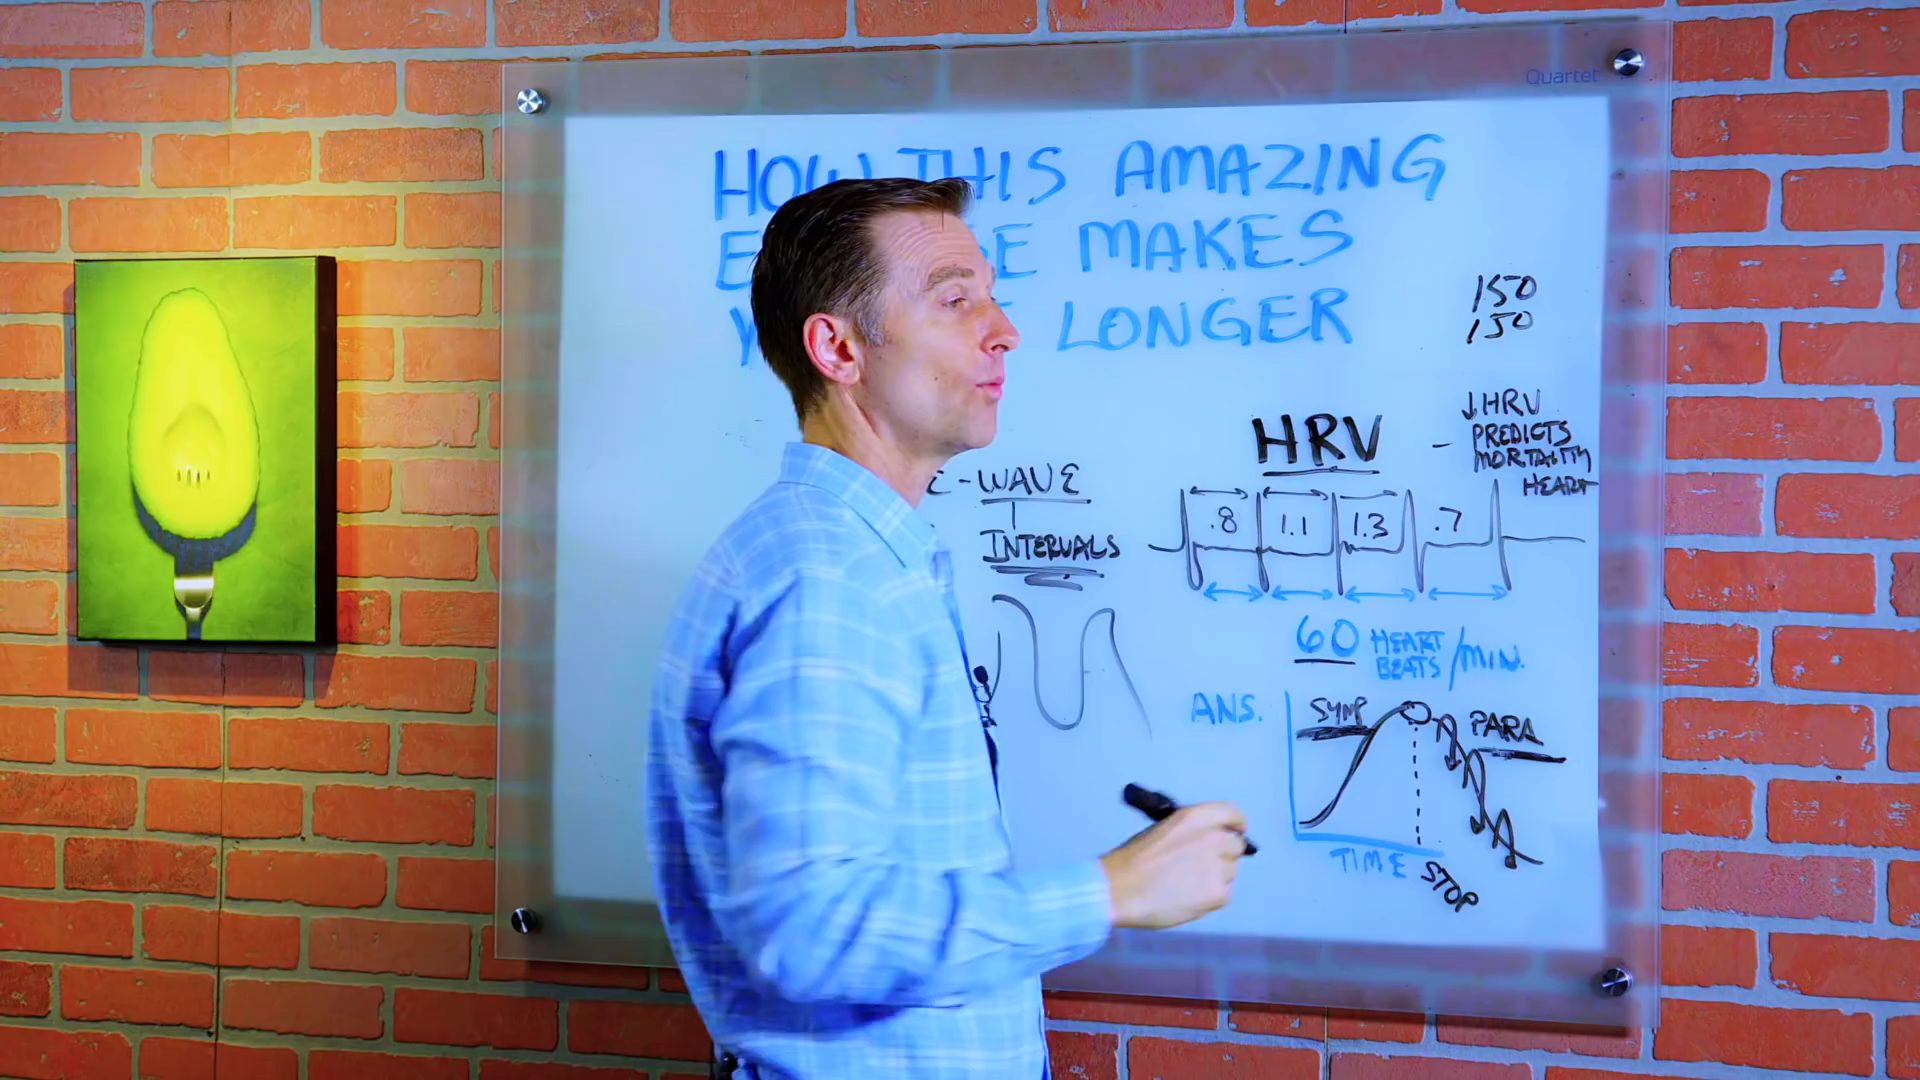 Quartet
HOW THIS AMAZING
MAKES
LONGER
150
150
HRV
↓HRV
PREDICTS
MORTALITY
HEART
-WAVE
INTERVALS
.8 1.1 1.3 .7
60 HEART
BEATS /MIN.
ANS.
SYMP
PARA
TIME
STOP